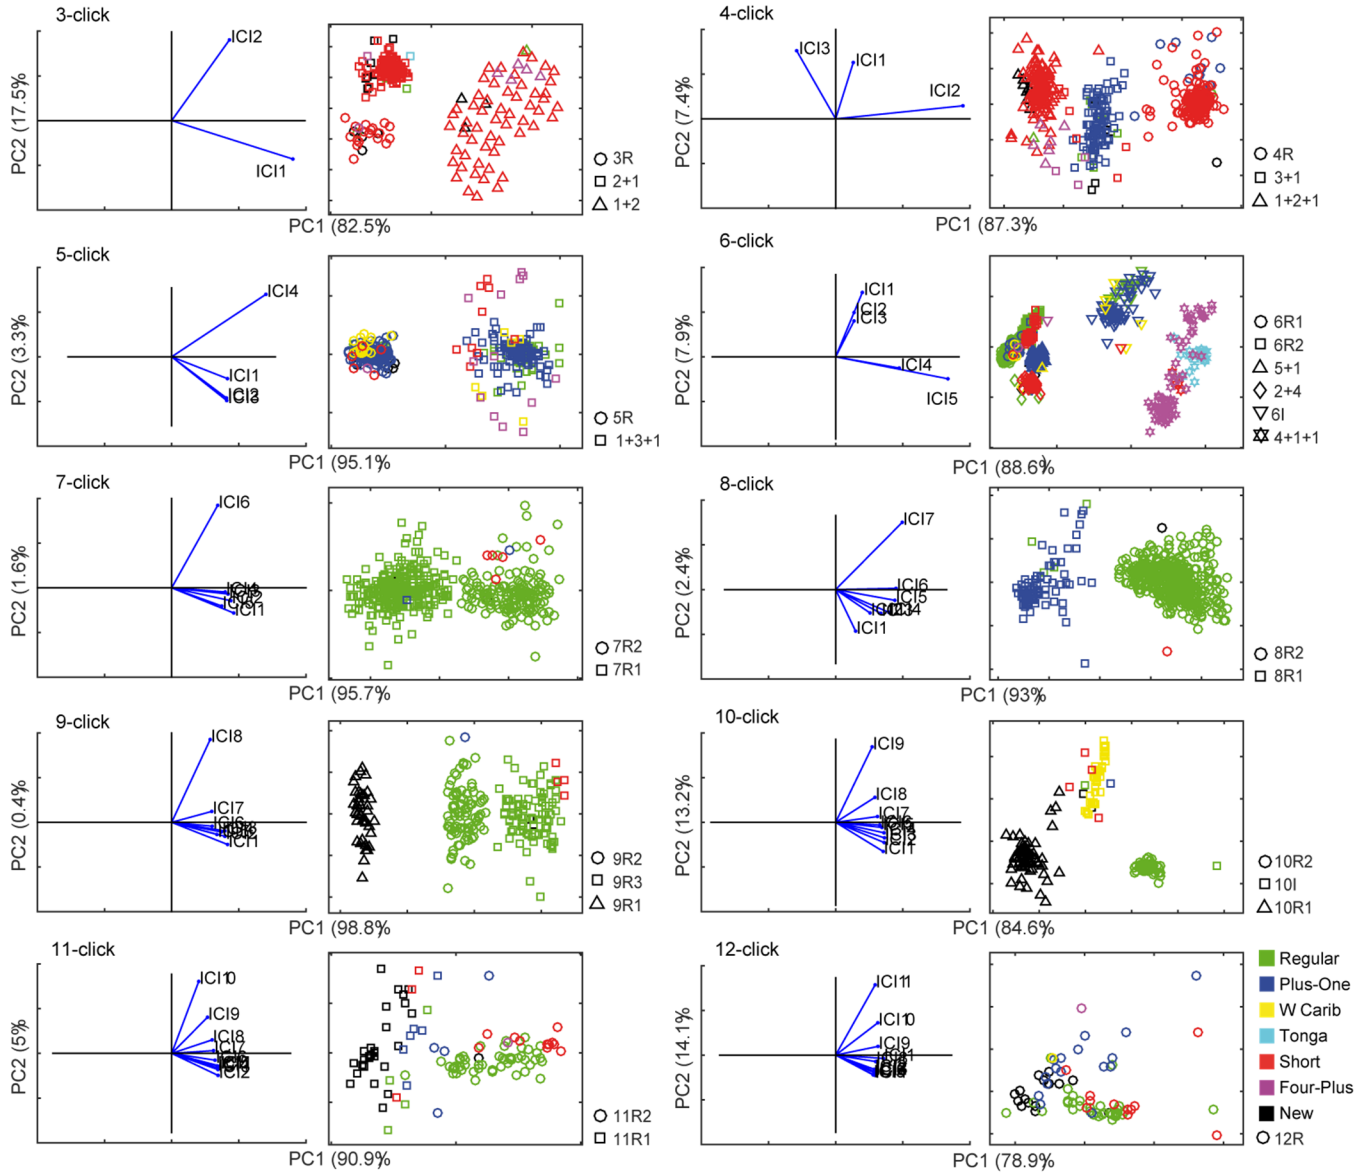 3-click
ICI2
ICI1
PC2 (17.5%)
PC1 (82.5%
3R
2+1
1+2
4-click
ICI3
ICI1
ICI2
PC2 (7.4%)
PC1 (87.3%
4R
3+1
1+2+1
5-click
ICI4
ICI1
ICI2
ICI3
PC2 (3.3%)
PC1 (95.1%
5R
1+3+1
6-click
ICI1
ICI2
ICI3
ICI4
ICI5
PC2 (7.9%
PC1 (88.6%
6R1
6R2
5+1
2+4
6I
4+1+1
7-click
ICI6
ICI1
PC2 (1.6%)
PC1 (95.7%
7R2
7R1
8-click
ICI7
ICI6
ICI5
ICI1
PC2 (2.4%)
PC1 (93%
8R2
8R1
9-click
ICI8
ICI7
ICI6
ICI1
PC2 (0.4%)
PC1 (98.8%
9R2
9R3
9R1
10-click
ICI9
ICI8
ICI7
ICI2
ICI1
PC2 (13.2%)
PC1 (84.6%
10R2
10I
10R1
11-click
ICI10
ICI9
ICI8
ICI7
ICI2
PC2 (5%)
PC1 (90.9%
11R2
11R1
12-click
ICI11
ICI10
ICI9
PC2 (14.1%)
PC1 (78.9%
Regular
Plus-One
W Carib
Tonga
Short
Four-Plus
New
12R